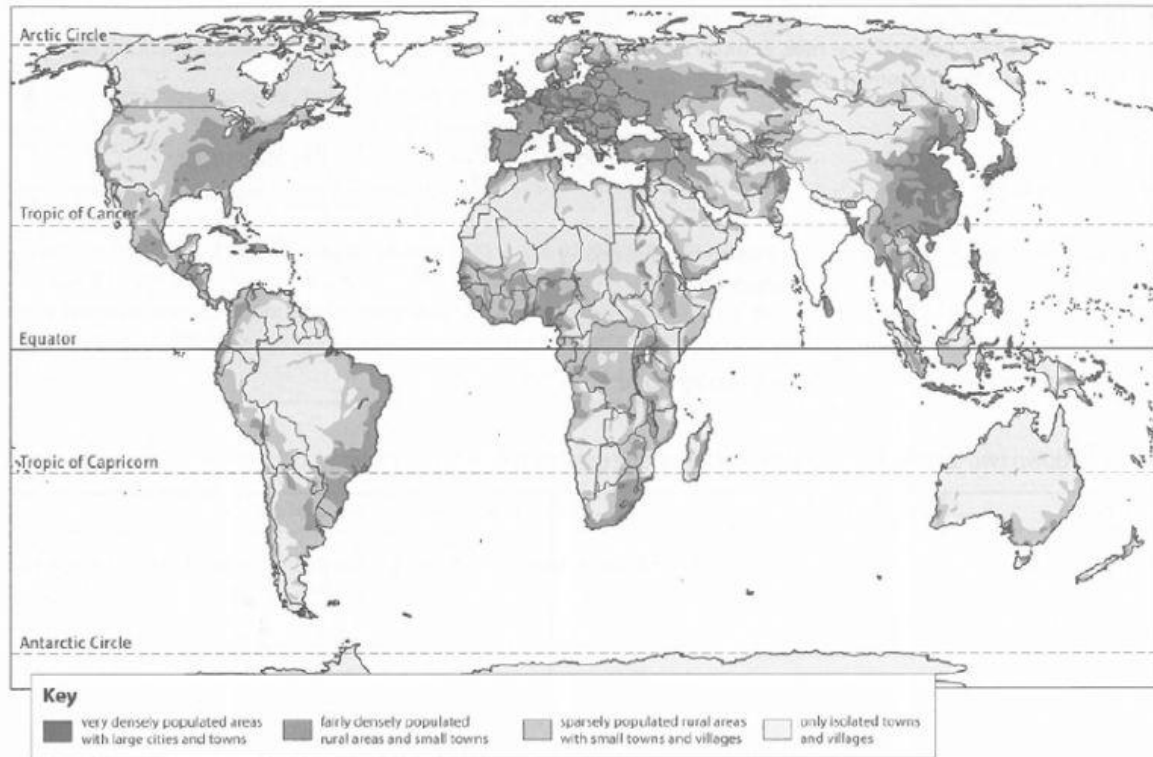 Arctic Circle
Tropic of Cancer
Equator
Tropic of Capricorn
Antarctic Circle
Key
very densely populated areas
with large cities and towns
fairly densely populated
rural areas and small towns
sparsely populated rural areas
with small towns and villages
only isolated towns
and villages